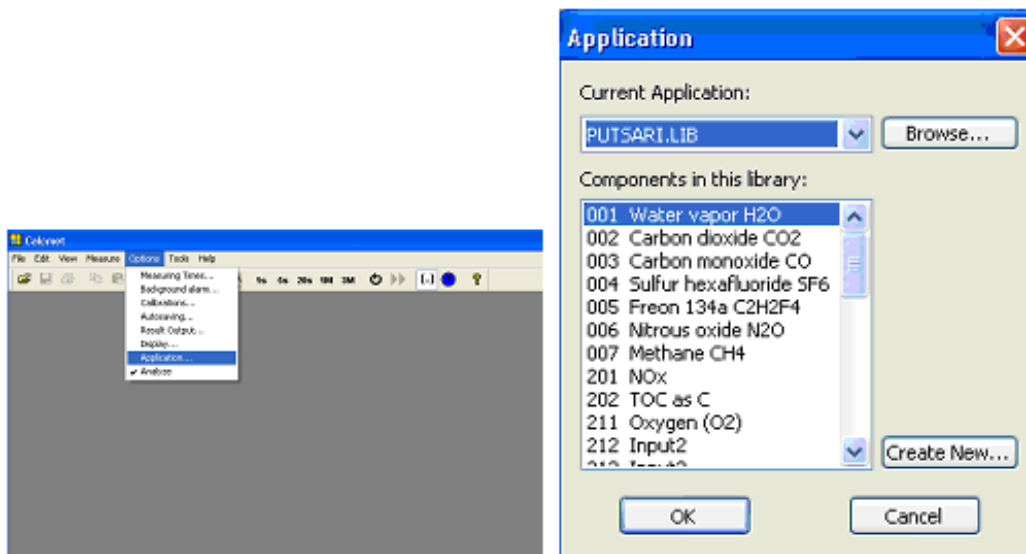 Calcmet
File Edit View Measure Options Tools Help
Measuring Times...
Background alarm...
Calibrations...
Autosaving...
Result Output...
Display...
Application...
Analyze
1s 5s 20s 1M 3M
Application
Current Application:
PUTSARI.LIB
Browse...
Components in this library:
001 Water vapor H2O
002 Carbon dioxide CO2
003 Carbon monoxide CO
004 Sulfur hexafluoride SF6
005 Freon 134a C2H2F4
006 Nitrous oxide N2O
007 Methane CH4
201 NOx
202 TOC as C
211 Oxygen (O2)
212 Input2
Create New...
OK
Cancel